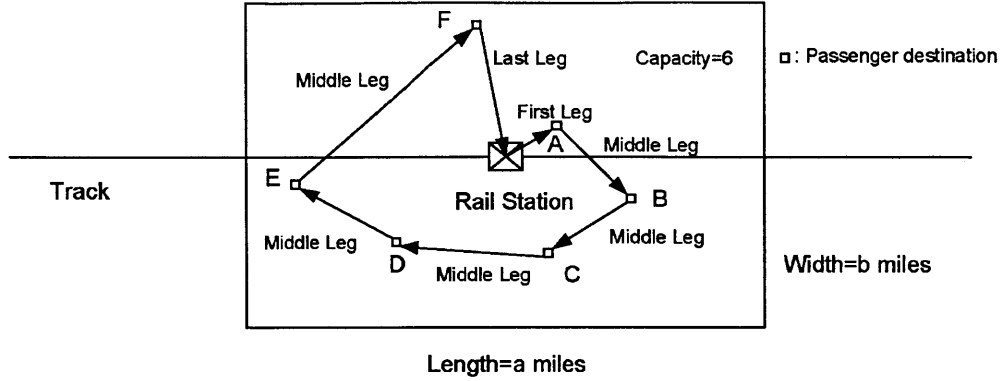 F
Last Leg
Capacity=6
: Passenger destination
Middle Leg
First Leg
A
Middle Leg
Track
E
Rail Station
B
Middle Leg
Middle Leg
D
Middle Leg
C
Width=b miles
Length=a miles